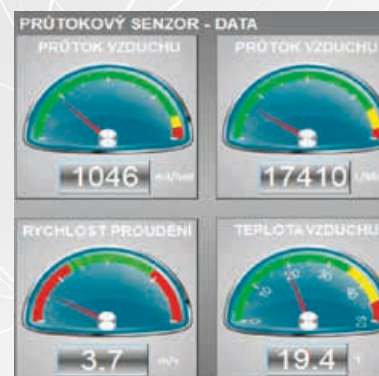 PRŮTOKOVÝ SENZOR - DATA
PRŮTOK VZDUCHU
PRŮTOK VZDUCHU
1046
17410
RYCHLOST PROUDĚNÍ
TEPLOTA VZDUCHU
3.7 m/s
19.4